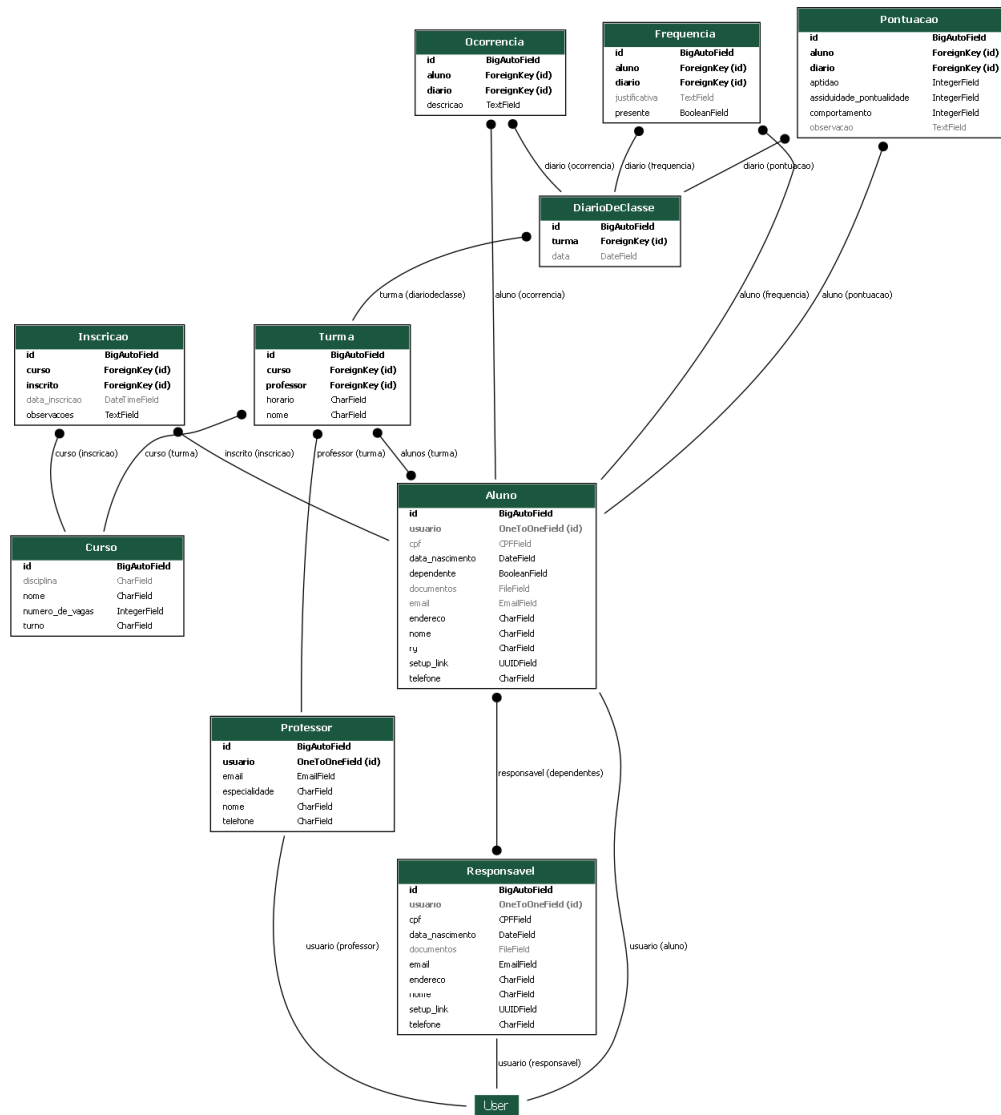 Ocorrencia
id BigAutoField
aluno ForeignKey (id)
diario ForeignKey (id)
descricao TextField
Frequencia
id BigAutoField
aluno ForeignKey (id)
diario ForeignKey (id)
justificativa TextField
presente BooleanField
Pontuacao
id BigAutoField
aluno ForeignKey (id)
diario ForeignKey (id)
aptidao IntegerField
assiduidade_pontualidade IntegerField
comportamento IntegerField
observacao TextField
diario (ocorrencia)
diario (frequencia)
diario (pontuacao)
DiarioDeClasse
id BigAutoField
turma ForeignKey (id)
data DateField
turma (diariodeclasse)
aluno (ocorrencia)
aluno (frequencia)
aluno (pontuacao)
Inscricao
id BigAutoField
curso ForeignKey (id)
inscrito ForeignKey (id)
data_inscricao DateTimeField
observacoes TextField
Turma
id BigAutoField
curso ForeignKey (id)
professor ForeignKey (id)
horario CharField
nome CharField
curso (inscricao)
curso (turma)
inscrito (inscricao)
professor (turma)
alunos (turma)
Curso
id BigAutoField
disciplina CharField
nome CharField
numero_de_vagas IntegerField
turno CharField
Aluno
id BigAutoField
usuario OneToOneField (id)
cpf CPFField
data_nascimento DateField
dependente BooleanField
documentos FileField
email EmailField
endereco CharField
nome CharField
rg CharField
setup_link UUIDField
telefone CharField
Professor
id BigAutoField
usuario OneToOneField (id)
email EmailField
especialidade CharField
nome CharField
telefone CharField
responsavel (dependentes)
Responsavel
id BigAutoField
usuario OneToOneField (id)
cpf CPFField
data_nascimento DateField
documentos FileField
email EmailField
endereco CharField
nome CharField
setup_link UUIDField
telefone CharField
usuario (professor)
usuario (aluno)
usuario (responsavel)
User